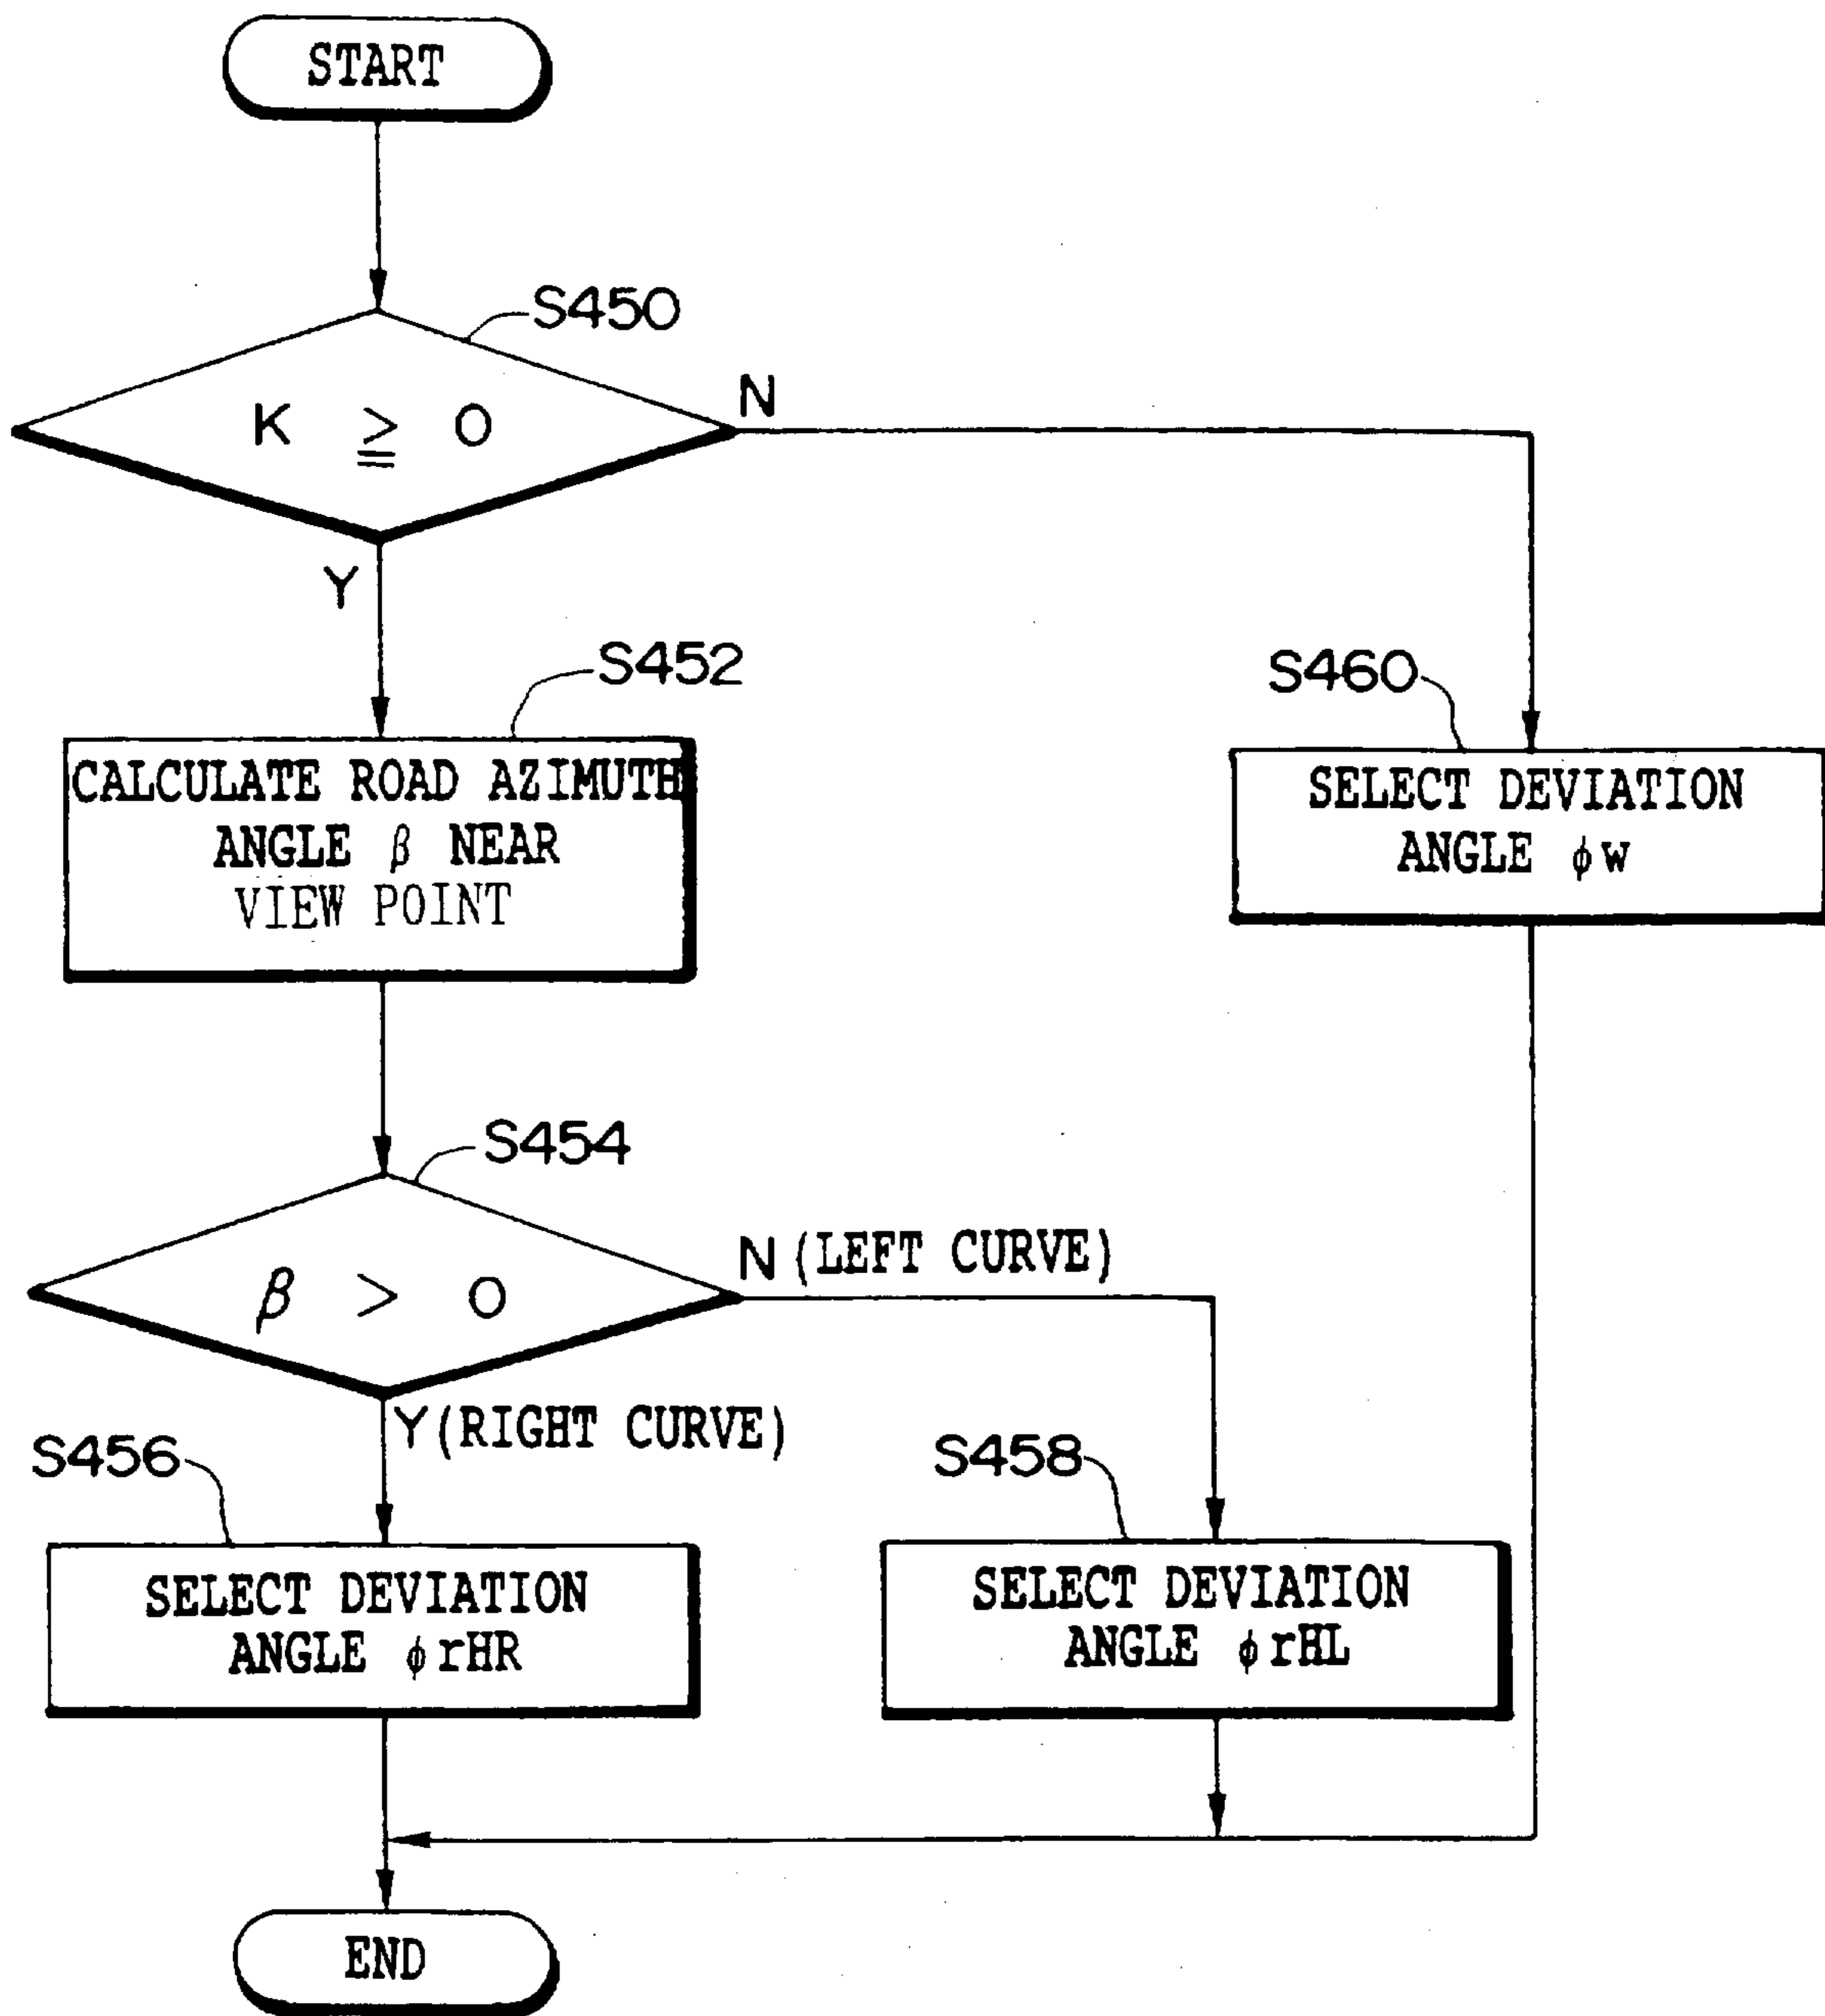 START
S450
K ≧ 0
N
Y
S452
CALCULATE ROAD AZIMUTH
ANGLE β NEAR
VIEW POINT
S460
SELECT DEVIATION
ANGLE ϕw
S454
β > 0
N (LEFT CURVE)
Y (RIGHT CURVE)
S456
SELECT DEVIATION
ANGLE ϕrHR
S458
SELECT DEVIATION
ANGLE ϕrHL
END